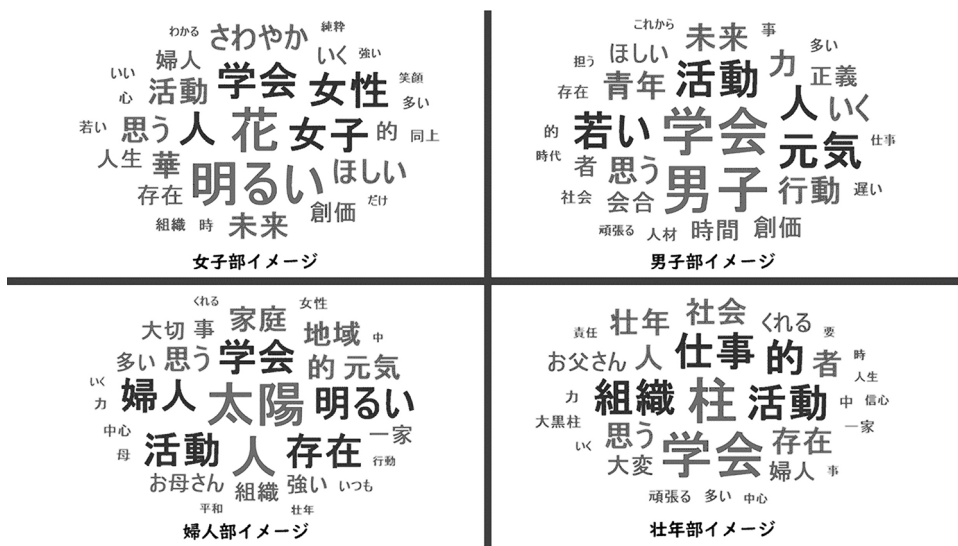 わかる さわやか 純粋
婦人 いく 強い
いい 学会 女性 笑顔
心 活動 多い
若い 思う 人 花 女子 的 同上
人生 華 明るい ほしい
存在 創価 だけ
組織 時 未来
女子部イメージ
これから 未来 事
担う ほしい 力 多い
存在 青年 活動 正義
人 いく
的 若い 学会 元気 仕事
時代 者 思う 男子 行動 遅い
社会 会合
頑張る 人材 時間 創価
男子部イメージ
くれる 家庭 女性
大切 事 地域 中
多い 思う 学会 的 元気
いく 婦人 太陽 明るい
力
中心 活動 人 存在 一家
母 行動
お母さん 組織 強い いつも
平和 壮年
婦人部イメージ
責任 壮年 社会 くれる 要
お父さん 人 仕事 的 者 時
人生
力 組織 柱 活動 中 信心
大黒柱 一家
いく 思う 学会 存在
大変 婦人 事
頑張る 多い 中心
壮年部イメージ